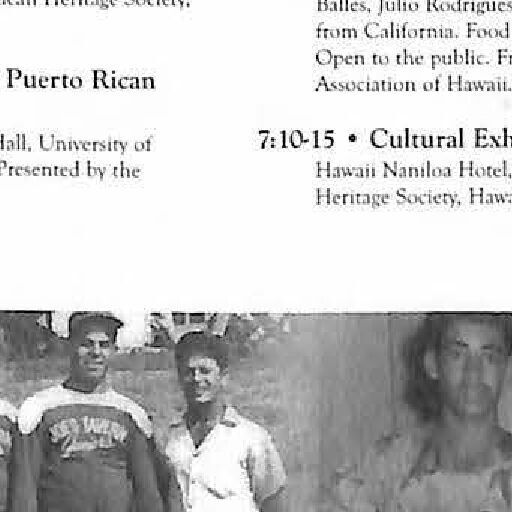 Heritage Society,
Puerto Rican
Hall, University of
Presented by the
Balles, Julio Rodrigues
from California. Food
Open to the public.
Association of Hawaii.
7:10-15 • Cultural Exh
Hawaii Naniloa Hotel,
Heritage Society, Hawa